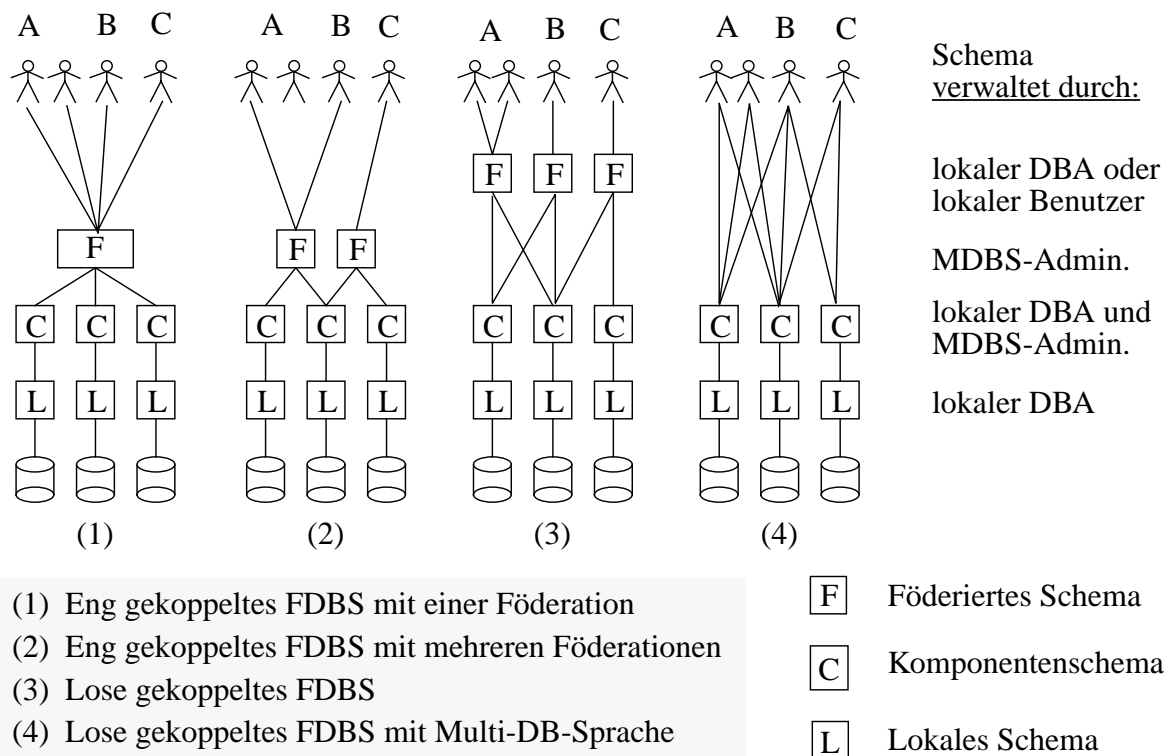 A B C
A B C
A B C
A B C
Schema
verwaltet durch:
F F F
lokaler DBA oder
lokaler Benutzer
F
F F
MDBS-Admin.
C C C
C C C
C C C
C C C
lokaler DBA und
MDBS-Admin.
L L L
L L L
L L L
L L L
lokaler DBA
(1)
(2)
(3)
(4)
(1) Eng gekoppeltes FDBS mit einer Föderation
(2) Eng gekoppeltes FDBS mit mehreren Föderationen
(3) Lose gekoppeltes FDBS
(4) Lose gekoppeltes FDBS mit Multi-DB-Sprache
F Föderiertes Schema
C Komponentenschema
L Lokales Schema